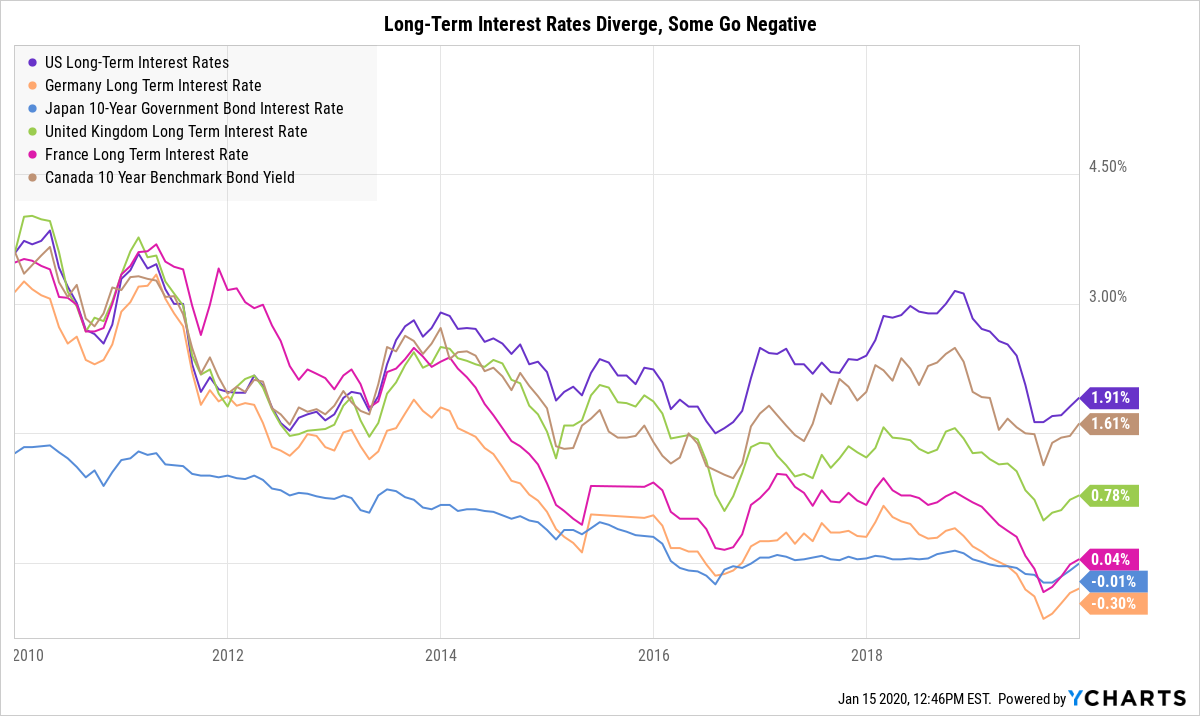 Long-Term Interest Rates Diverge, Some Go Negative
US Long-Term Interest Rates
Germany Long Term Interest Rate
Japan 10-Year Government Bond Interest Rate
United Kingdom Long Term Interest Rate
France Long Term Interest Rate
Canada 10 Year Benchmark Bond Yield
4.50%
3.00%
1.91%
1.61%
0.78%
0.04%
-0.01%
-0.30%
2010 2012 2014 2016 2018
Jan 15 2020, 12:46PM EST. Powered by YCHARTS